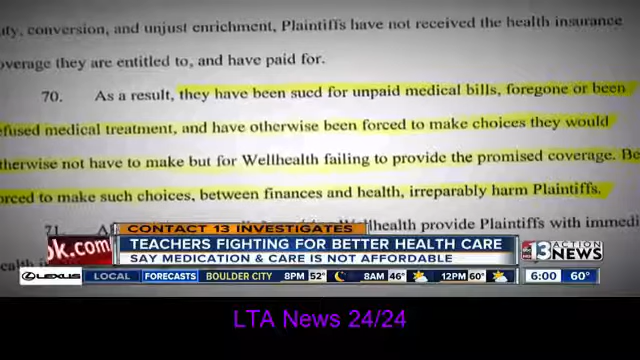 ty, conversion, and unjust enrichment, Plaintiffs have not received the health insurance
overage they are entitled to, and have paid for.
70. As a result, they have been sued for unpaid medical bills, foregone or been
efused medical treatment, and have otherwise been forced to make choices they would
therwise not have to make but for Wellhealth failing to provide the promised coverage. Be
orced to make such choices, between finances and health, irreparably harm Plaintiffs.
71.
health provide Plaintiffs with immedi
CONTACT 13 INVESTIGATES
ok.com
TEACHERS FIGHTING FOR BETTER HEALTH CARE
SAY MEDICATION & CARE IS NOT AFFORDABLE
13 ACTION NEWS
LEXUS LOCAL FORECASTS BOULDER CITY 8PM 52° 8AM 46° 12PM 60° 6:00 60°
LTA News 24/24